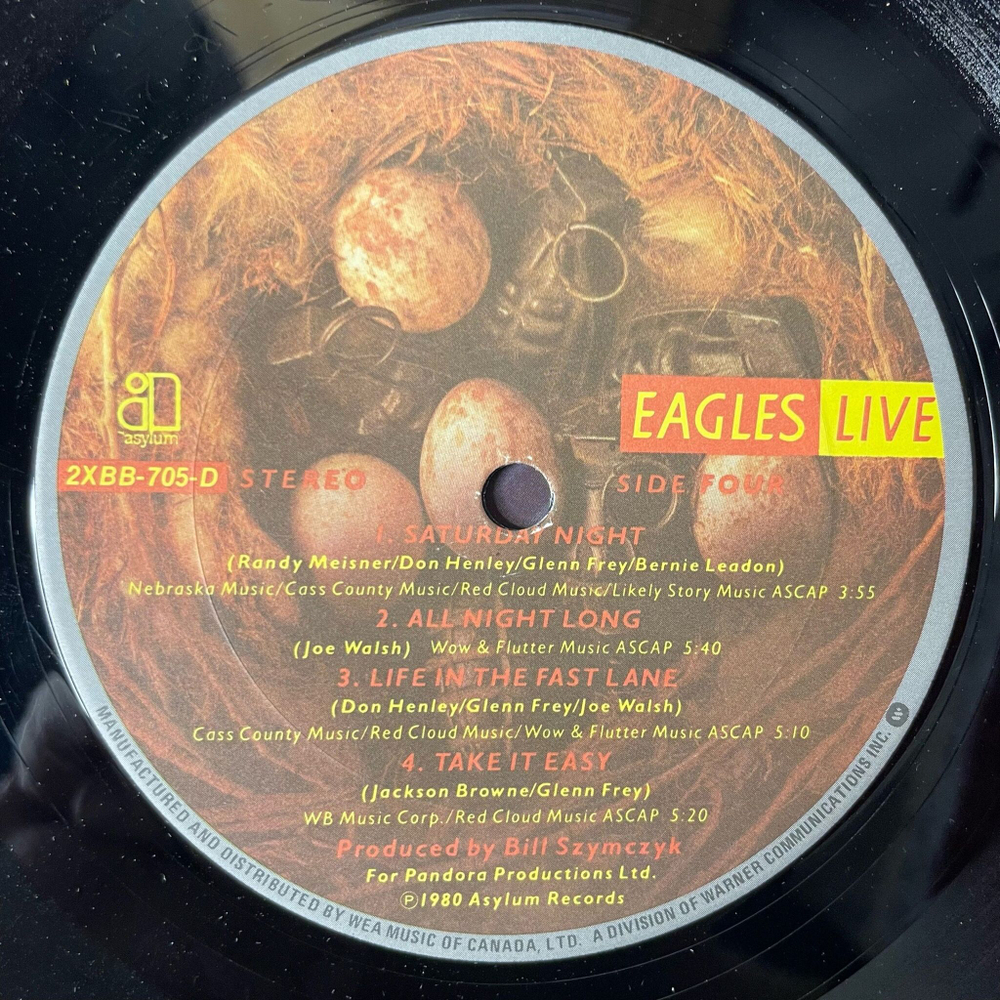 asylum
EAGLES LIVE
2XBB-705-D STEREO SIDE FOUR
1. SATURDAY NIGHT
(Randy Meisner/Don Henley/Glenn Frey/Bernie Leadon)
Nebraska Music/Cass County Music/Red Cloud Music/Likely Story Music ASCAP 3:55
2. ALL NIGHT LONG
(Joe Walsh) Wow & Flutter Music ASCAP 5:40
3. LIFE IN THE FAST LANE
(Don Henley/Glenn Frey/Joe Walsh)
Cass County Music/Red Cloud Music/Wow & Flutter Music ASCAP 5:10
4. TAKE IT EASY
(Jackson Browne/Glenn Frey)
WB Music Corp./Red Cloud Music ASCAP 5:20
Produced by Bill Szymczyk
For Pandora Productions Ltd.
℗1980 Asylum Records
MANUFACTURED AND DISTRIBUTED BY WEA MUSIC OF CANADA, LTD. A DIVISION OF WARNER COMMUNICATIONS INC.